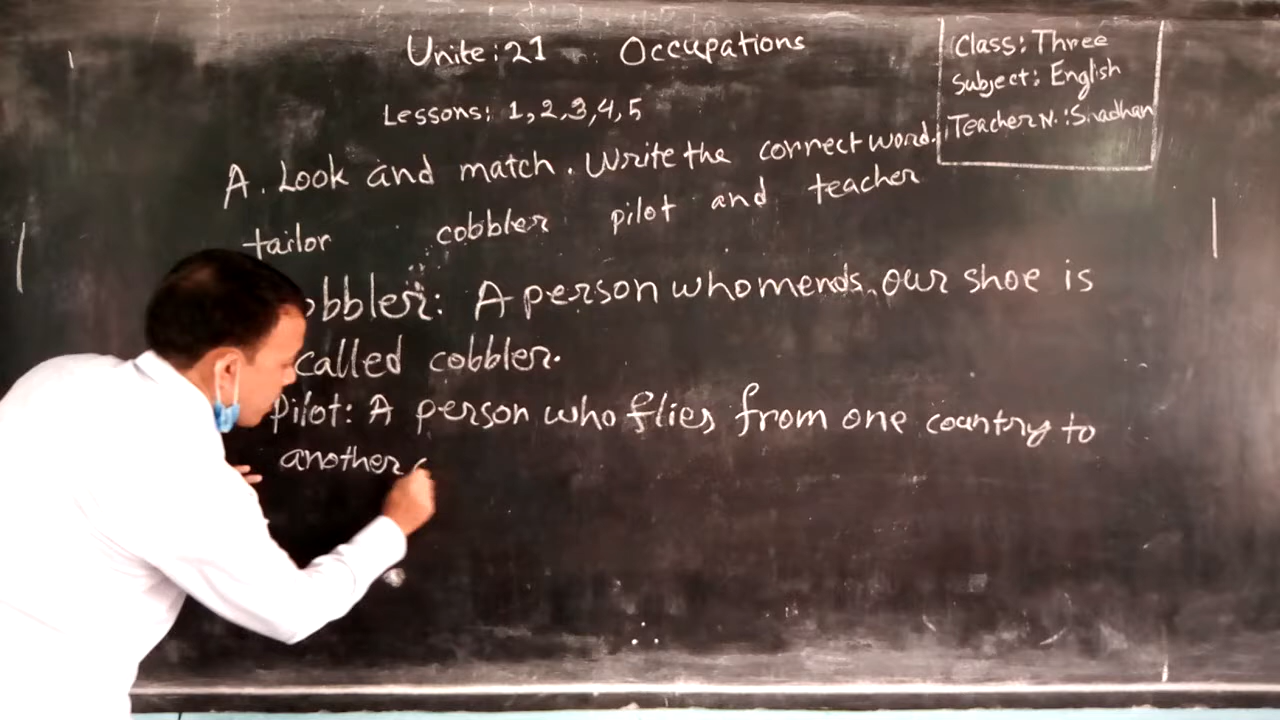 Unite: 21 Occupations
Class: Three
Subject: English
Teacher N.: Snadhan
Lessons: 1,2,3,4,5
A. Look and match. Write the correct word.
tailor cobbler pilot and teacher
obbler: A person who mends our shoe is
called cobbler.
Pilot: A person who flies from one country to
another